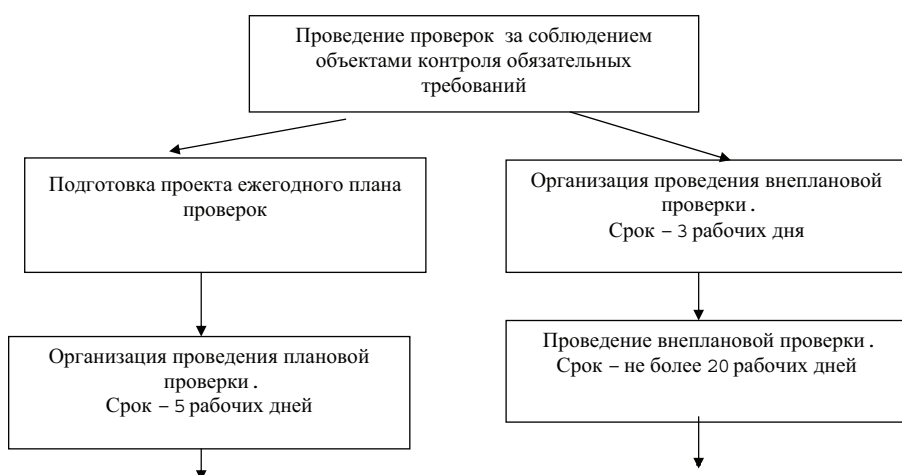 Проведение проверок за соблюдением
объектами контроля обязательных
требований
Подготовка проекта ежегодного плана
проверок
Организация проведения внеплановой
проверки.
Срок – 3 рабочих дня
Организация проведения плановой
проверки.
Срок – 5 рабочих дней
Проведение внеплановой проверки.
Срок – не более 20 рабочих дней